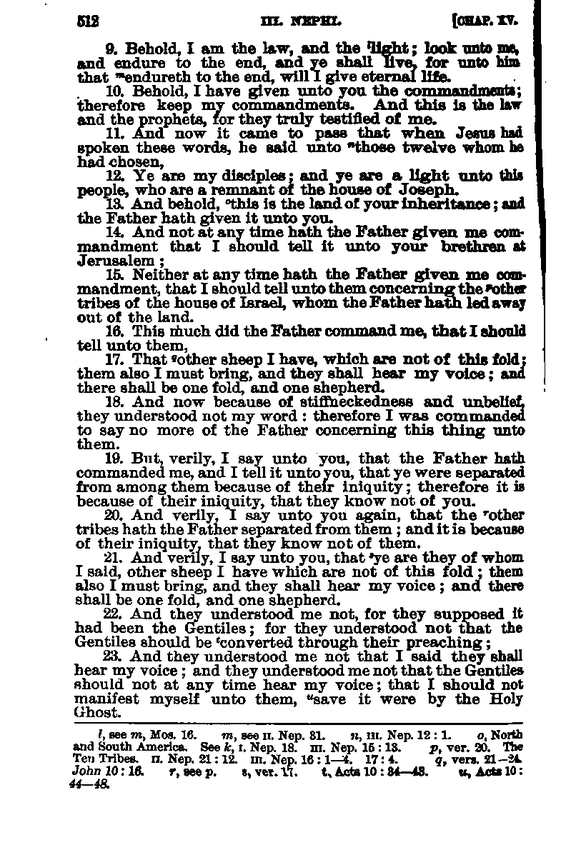 512 III. NEPHI. [CHAP. XV.
9. Behold, I am the law, and the ˡlight; look unto me,
and endure to the end, and ye shall live, for unto him
that ᵐendureth to the end, will I give eternal life.
10. Behold, I have given unto you the commandments;
therefore keep my commandments. And this is the law
and the prophets, for they truly testified of me.
11. And now it came to pass that when Jesus had
spoken these words, he said unto ⁿthose twelve whom he
had chosen,
12. Ye are my disciples; and ye are a light unto this
people, who are a remnant of the house of Joseph.
13. And behold, ᵒthis is the land of your inheritance; and
the Father hath given it unto you.
14. And not at any time hath the Father given me com-
mandment that I should tell it unto your brethren at
Jerusalem;
15. Neither at any time hath the Father given me com-
mandment, that I should tell unto them concerning the ᵖother
tribes of the house of Israel, whom the Father hath led away
out of the land.
16. This much did the Father command me, that I should
tell unto them,
17. That ᑫother sheep I have, which are not of this fold;
them also I must bring, and they shall hear my voice; and
there shall be one fold, and one shepherd.
18. And now because of stiffneckedness and unbelief,
they understood not my word: therefore I was commanded
to say no more of the Father concerning this thing unto
them.
19. But, verily, I say unto you, that the Father hath
commanded me, and I tell it unto you, that ye were separated
from among them because of their iniquity; therefore it is
because of their iniquity, that they know not of you.
20. And verily, I say unto you again, that the ʳother
tribes hath the Father separated from them; and it is because
of their iniquity, that they know not of them.
21. And verily, I say unto you, that ˢye are they of whom
I said, other sheep I have which are not of this fold; them
also I must bring, and they shall hear my voice; and there
shall be one fold, and one shepherd.
22. And they understood me not, for they supposed it
had been the Gentiles; for they understood not that the
Gentiles should be ᵗconverted through their preaching;
23. And they understood me not that I said they shall
hear my voice; and they understood me not that the Gentiles
should not at any time hear my voice; that I should not
manifest myself unto them, ᵘsave it were by the Holy
Ghost.
l, see m, Mos. 16. m, see II. Nep. 31. n, III. Nep. 12:1. o, North
and South America. See k, I. Nep. 18. III. Nep. 15:13. p, ver. 20. The
Ten Tribes. II. Nep. 21:12. III. Nep. 16:1—4. 17:4. q, vers. 21—24.
John 10:16. r, see p. s, ver. 17. t, Acts 10:34—48. u, Acts 10:
44—48.